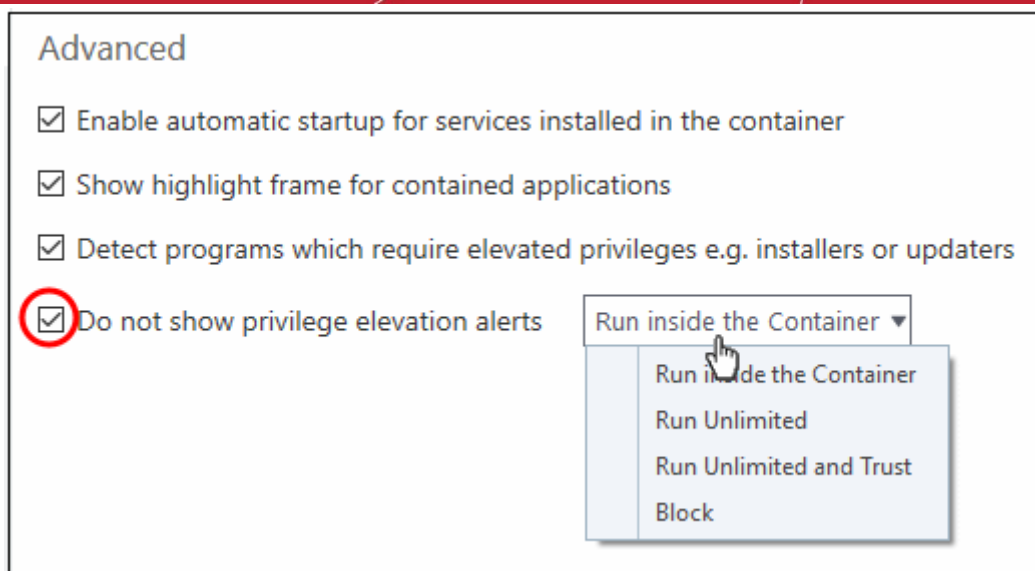 Advanced
Enable automatic startup for services installed in the container
Show highlight frame for contained applications
Detect programs which require elevated privileges e.g. installers or updaters
Do not show privilege elevation alerts Run inside the Container
Run inside the Container
Run Unlimited
Run Unlimited and Trust
Block